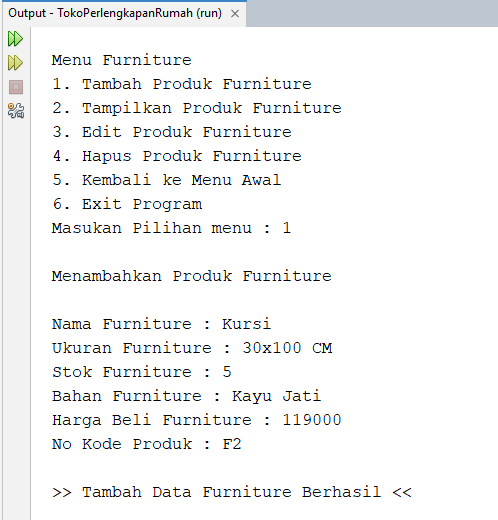 Output - TokoPerlengkapanRumah (run)
Menu Furniture
1. Tambah Produk Furniture
2. Tampilkan Produk Furniture
3. Edit Produk Furniture
4. Hapus Produk Furniture
5. Kembali ke Menu Awal
6. Exit Program
Masukan Pilihan menu : 1
Menambahkan Produk Furniture
Nama Furniture : Kursi
Ukuran Furniture : 30x100 CM
Stok Furniture : 5
Bahan Furniture : Kayu Jati
Harga Beli Furniture : 119000
No Kode Produk : F2
>> Tambah Data Furniture Berhasil <<